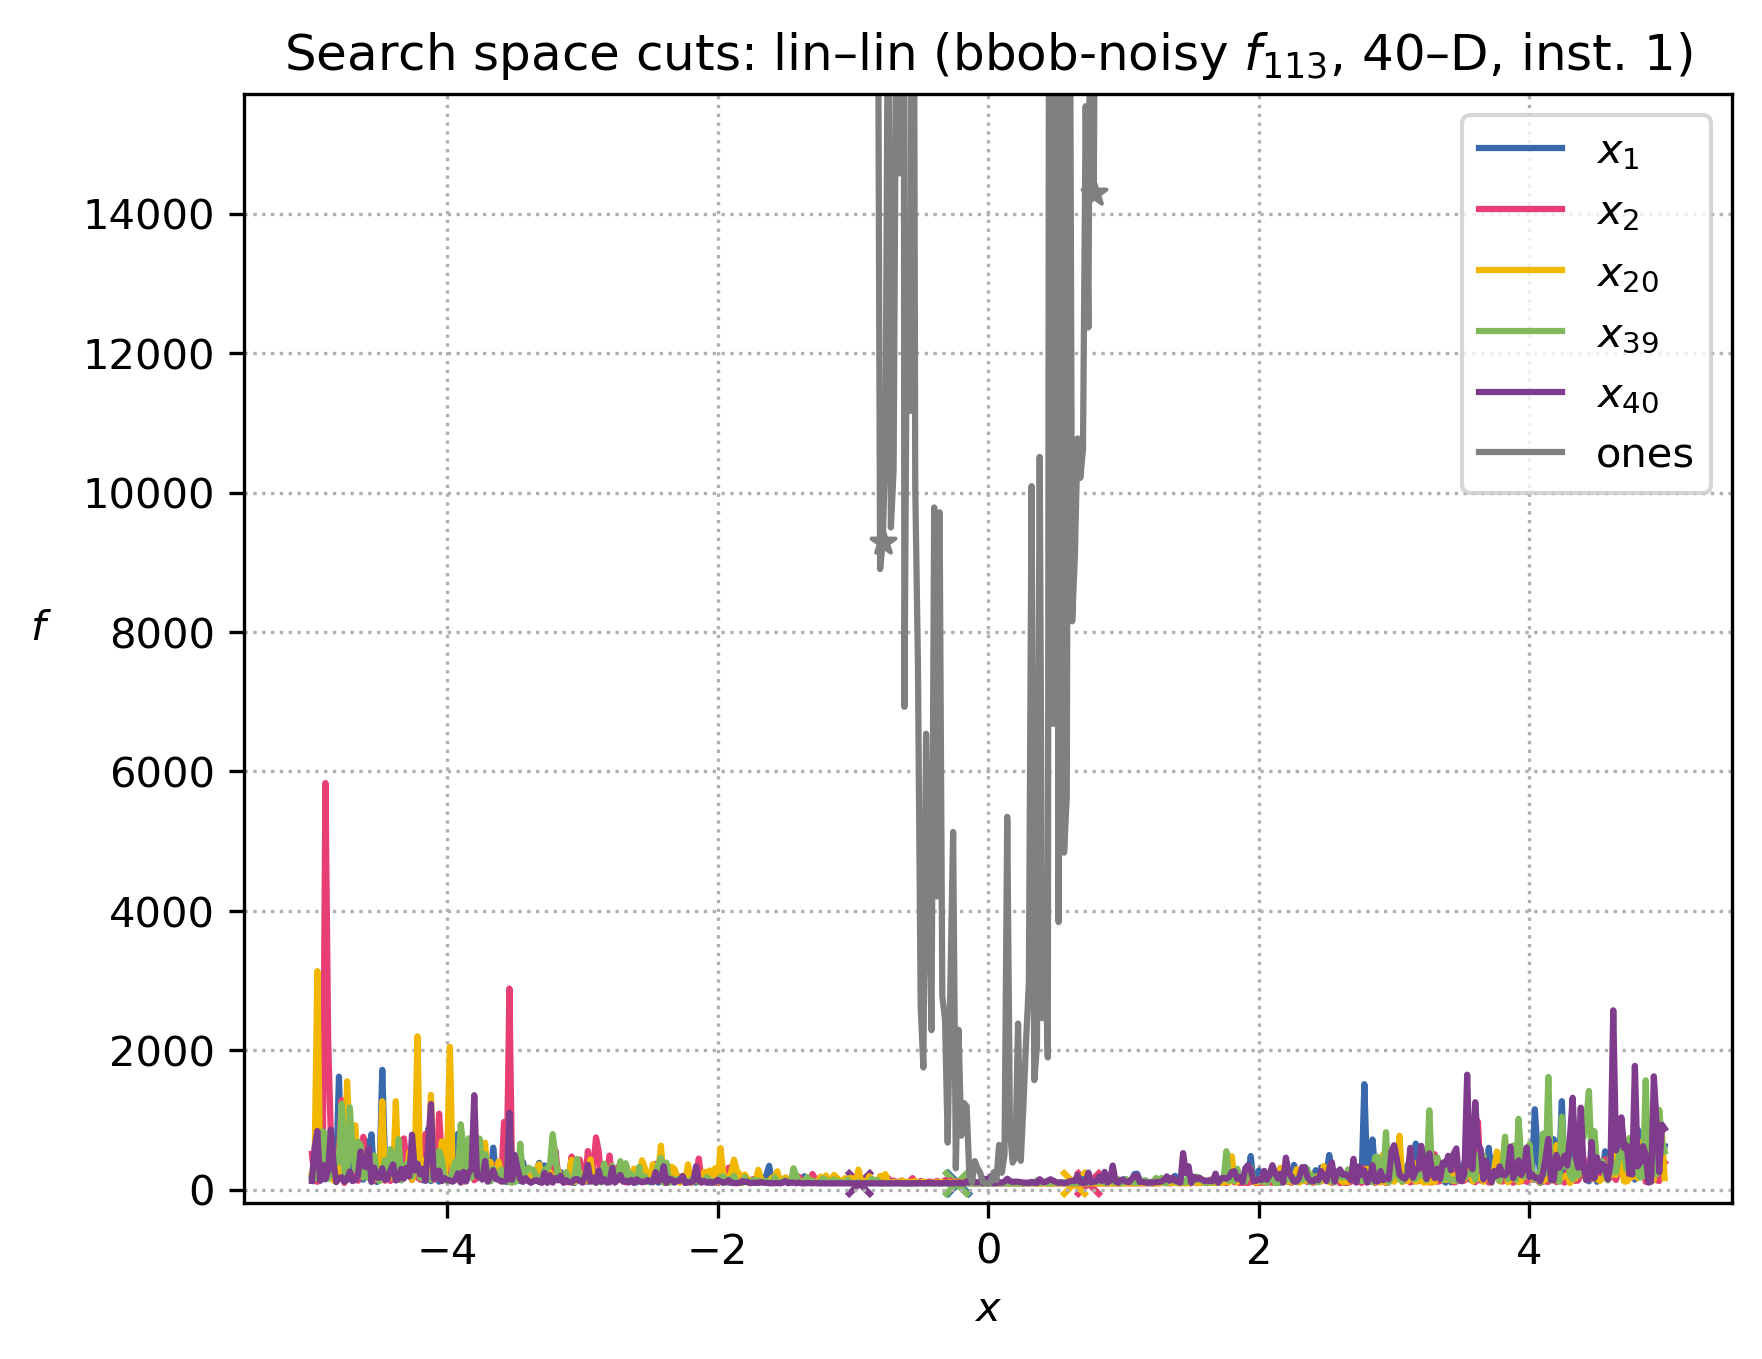 Search space cuts: lin–lin (bbob-noisy f₁₁₃, 40–D, inst. 1)
x₁
x₂
x₂₀
x₃₉
x₄₀
ones
14000
12000
10000
8000
6000
4000
2000
0
f
−4
−2
0
2
4
x